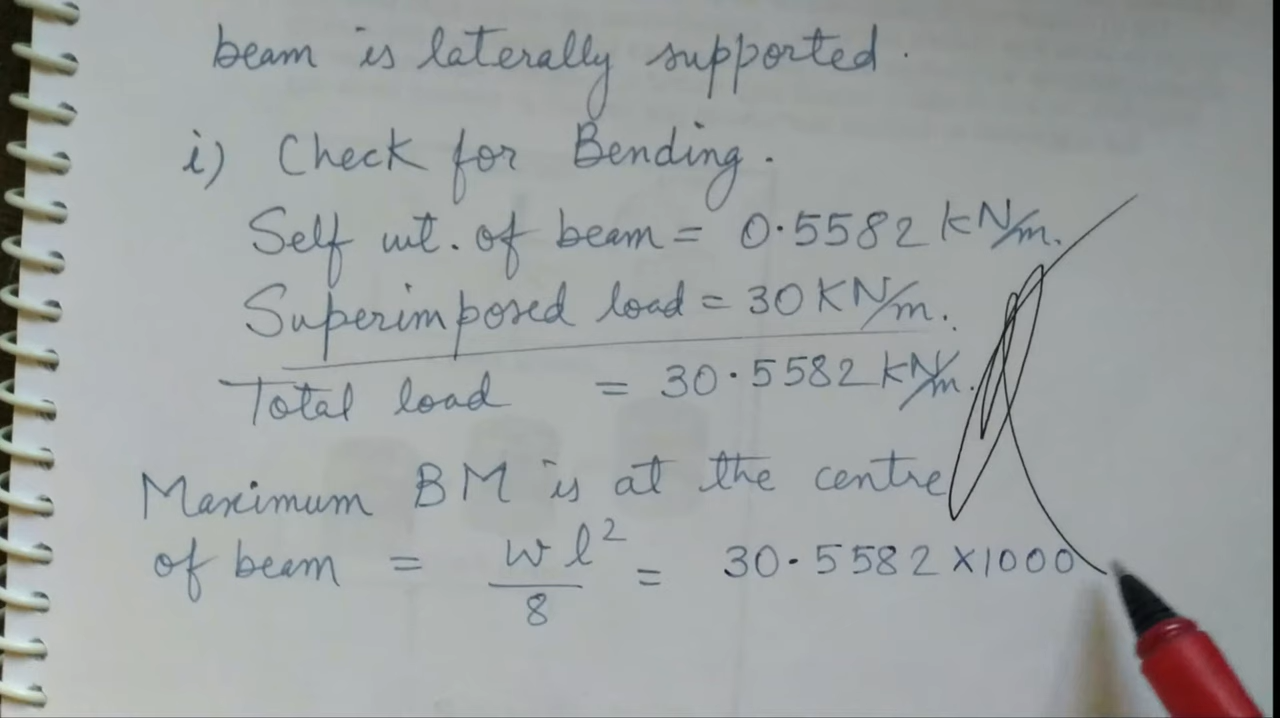 beam is laterally supported.
i) Check for Bending.
Self wt. of beam = 0.5582 kN/m.
Superimposed load = 30 KN/m.
Total load = 30.5582 kN/m.
Maximum BM is at the centre
of beam = wl²/8 = 30.5582 x 1000